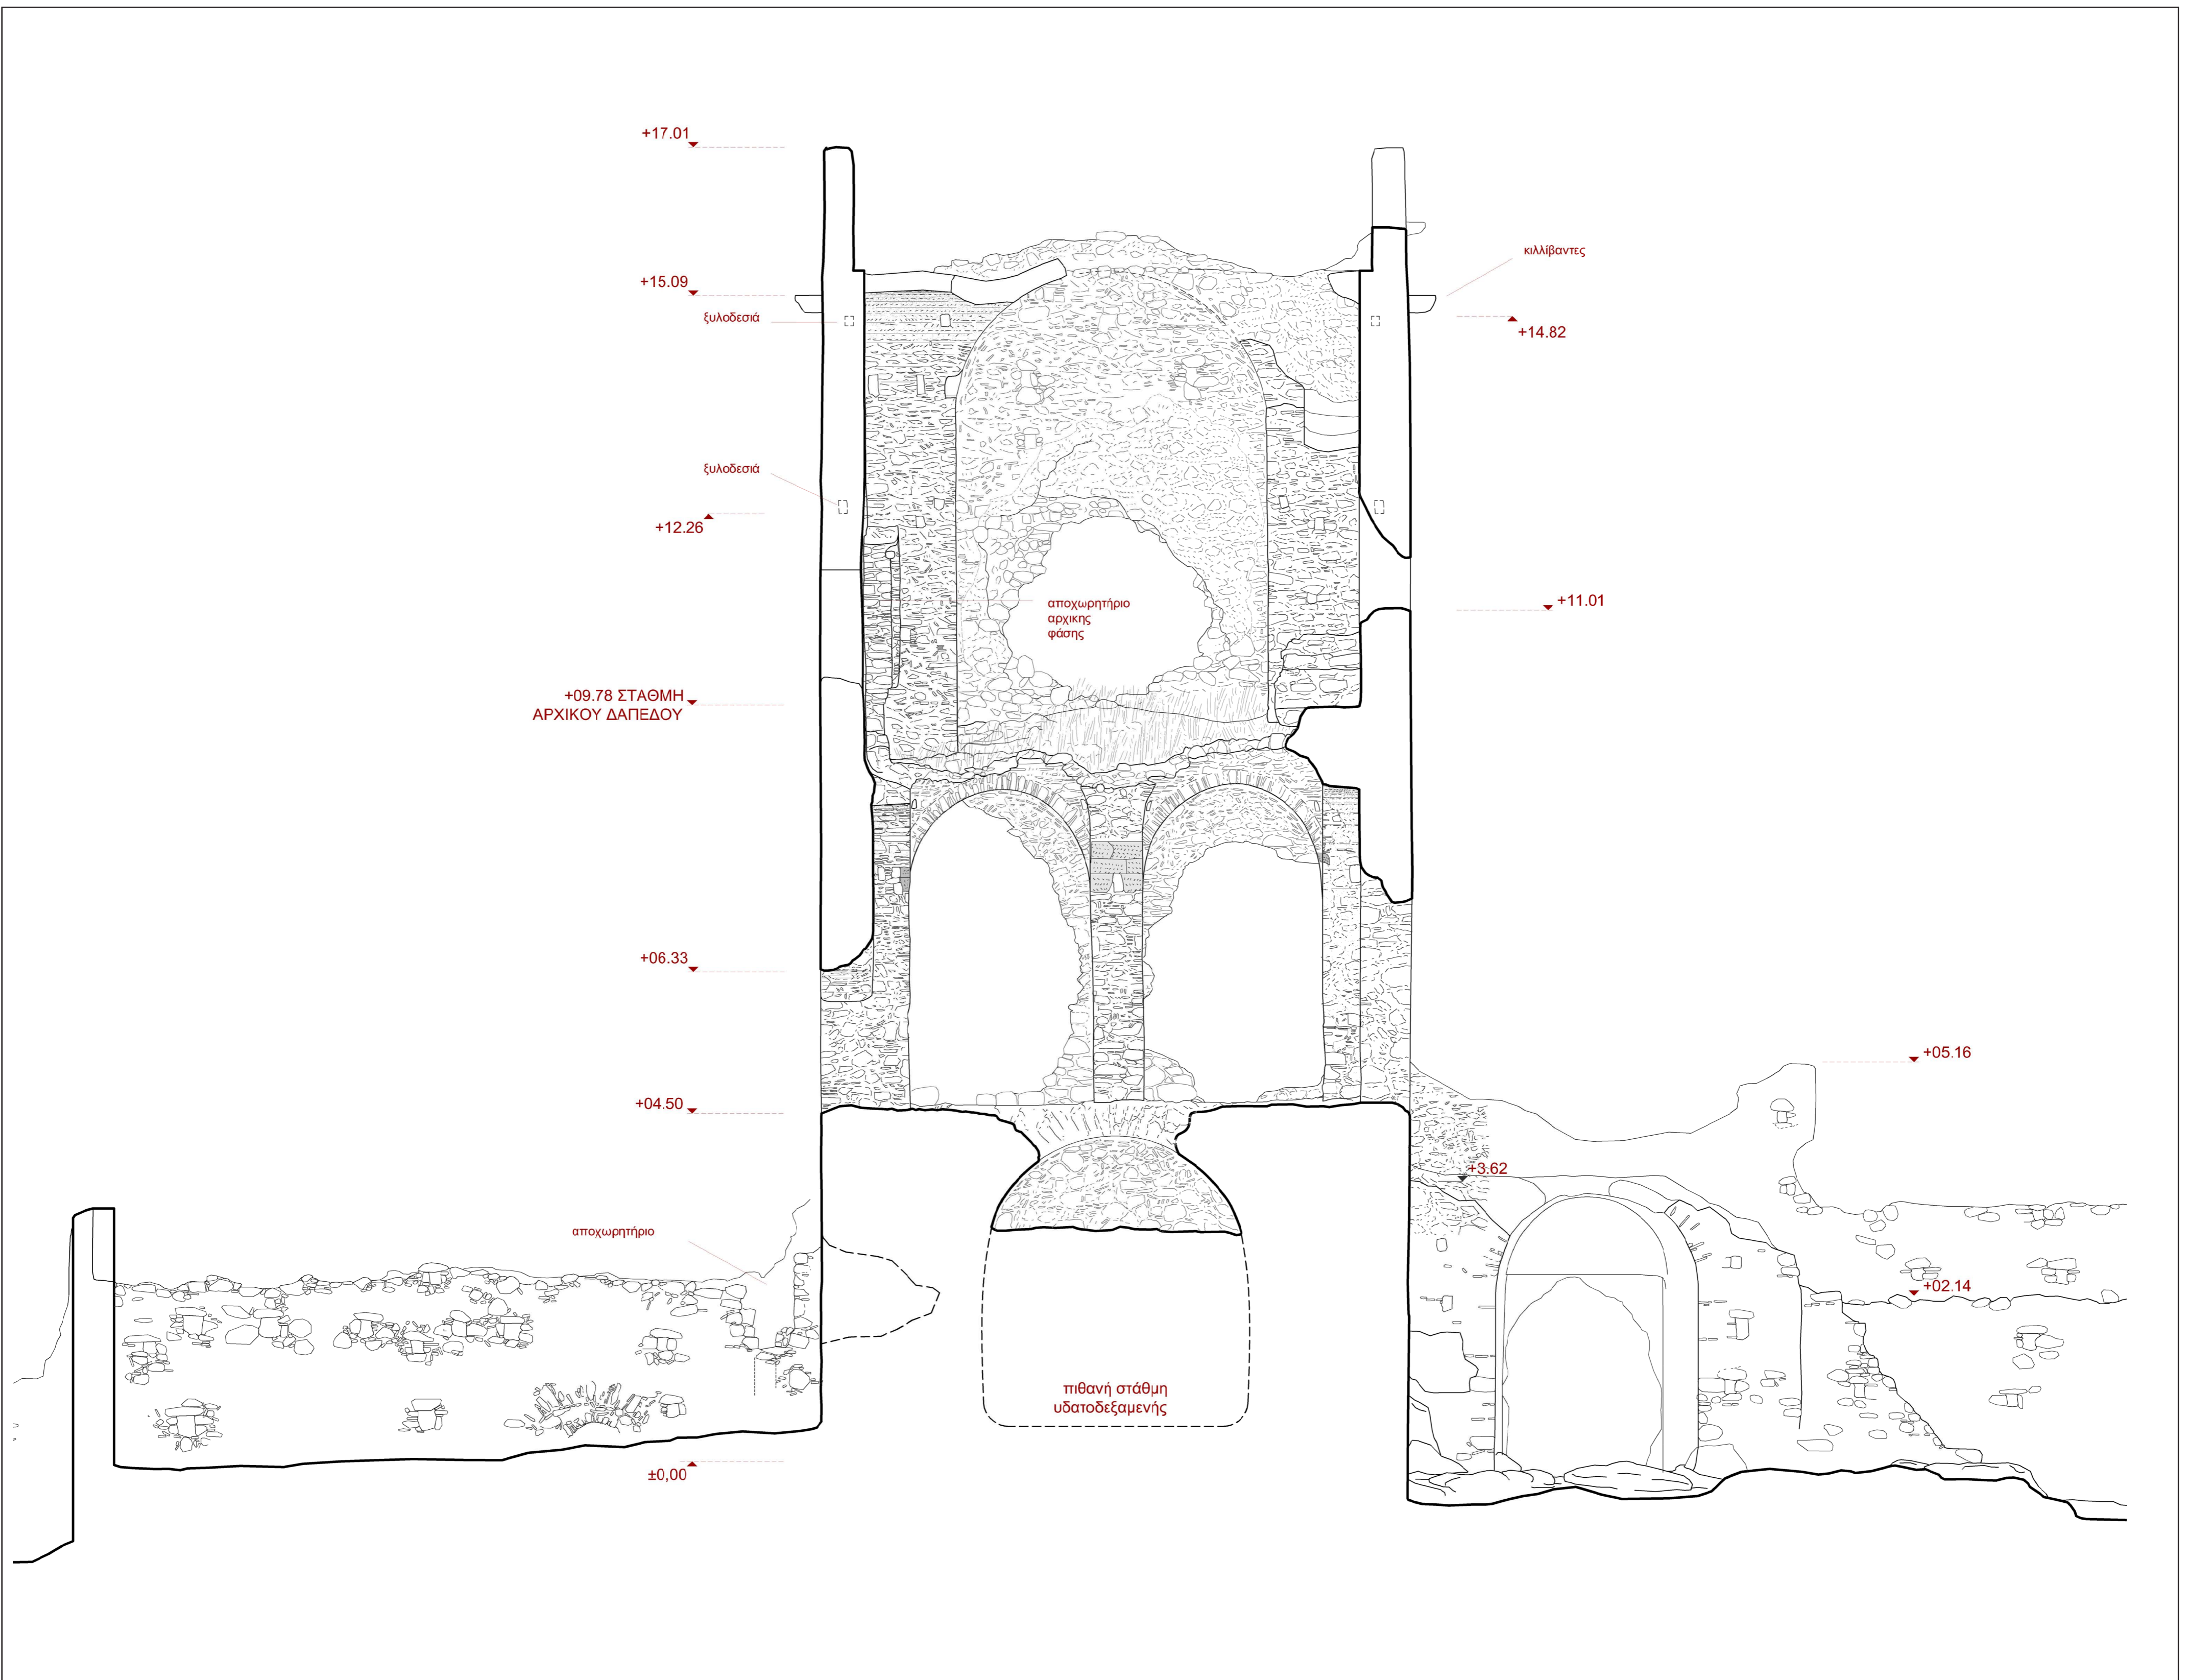 +17.01
κιλλίβαντες
+15.09
ξυλοδεσιά
+14.82
ξυλοδεσιά
+12.26
+11.01
αποχωρητήριο
αρχικης
φάσης
+09.78 ΣΤΑΘΜΗ
ΑΡΧΙΚΟΥ ΔΑΠΕΔΟΥ
+06.33
+05.16
+04.50
+3.62
αποχωρητήριο
+02.14
πιθανή στάθμη
υδατοδεξαμενής
±0,00